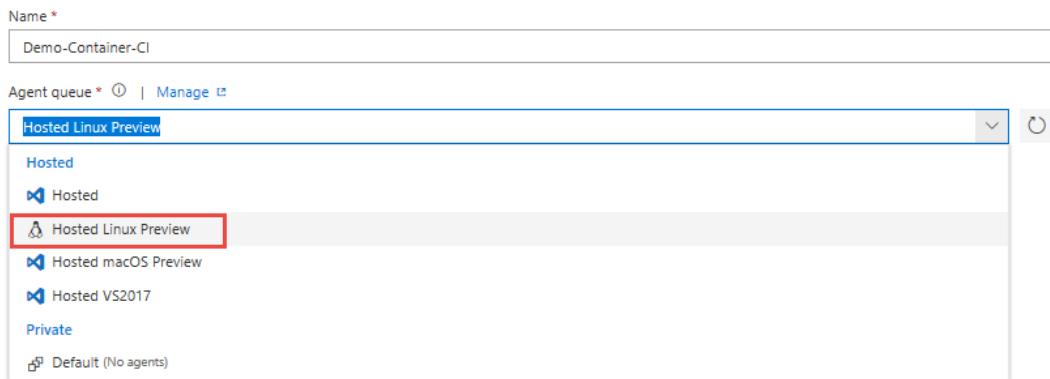 Name *
Demo-Container-CI
Agent queue * | Manage
Hosted Linux Preview
Hosted
Hosted
Hosted Linux Preview
Hosted macOS Preview
Hosted VS2017
Private
Default (No agents)